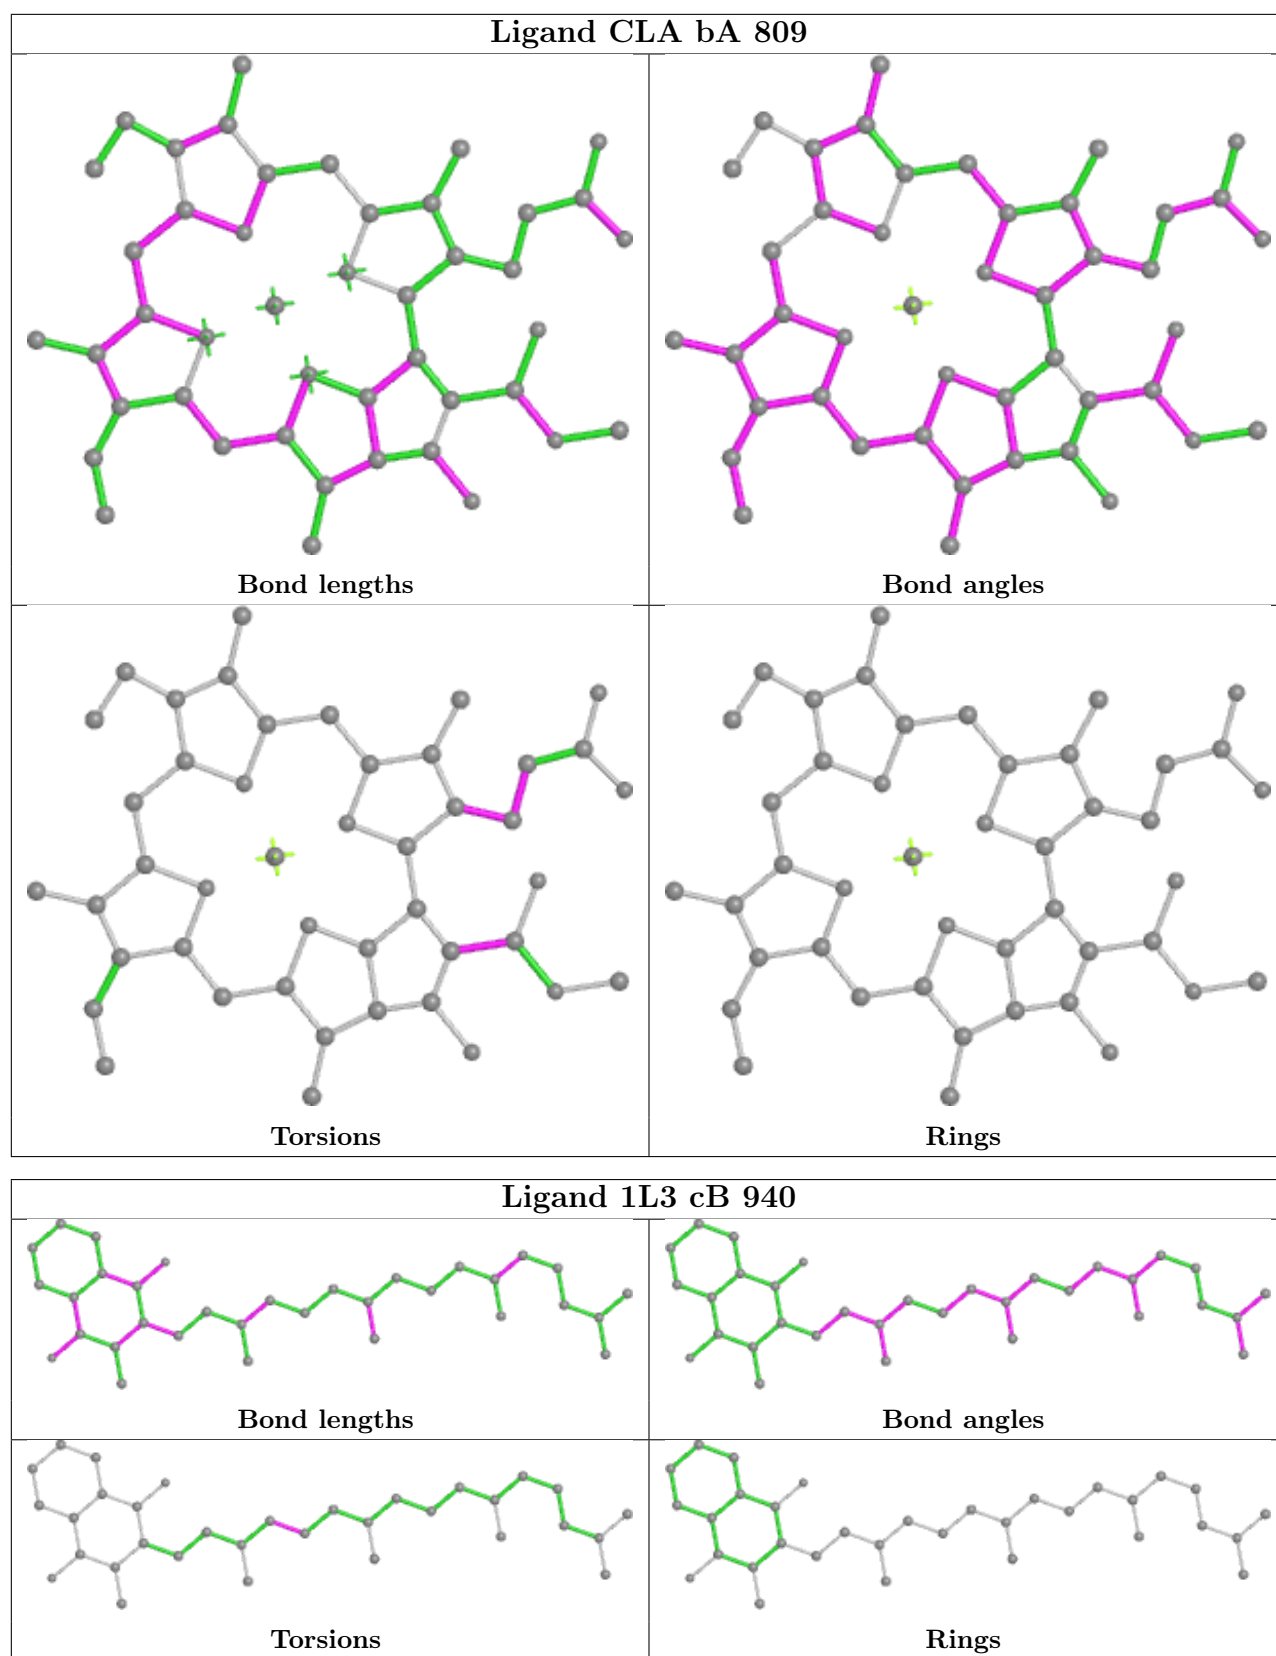 Ligand CLA bA 809
Bond lengths
Bond angles
Torsions
Rings
Ligand 1L3 cB 940
Bond lengths
Bond angles
Torsions
Rings